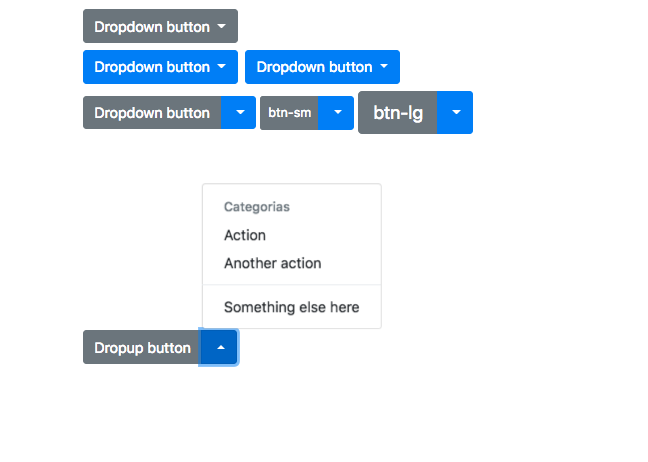 Dropdown button
Dropdown button Dropdown button
Dropdown button btn-sm btn-lg
Categorias
Action
Another action
Something else here
Dropup button